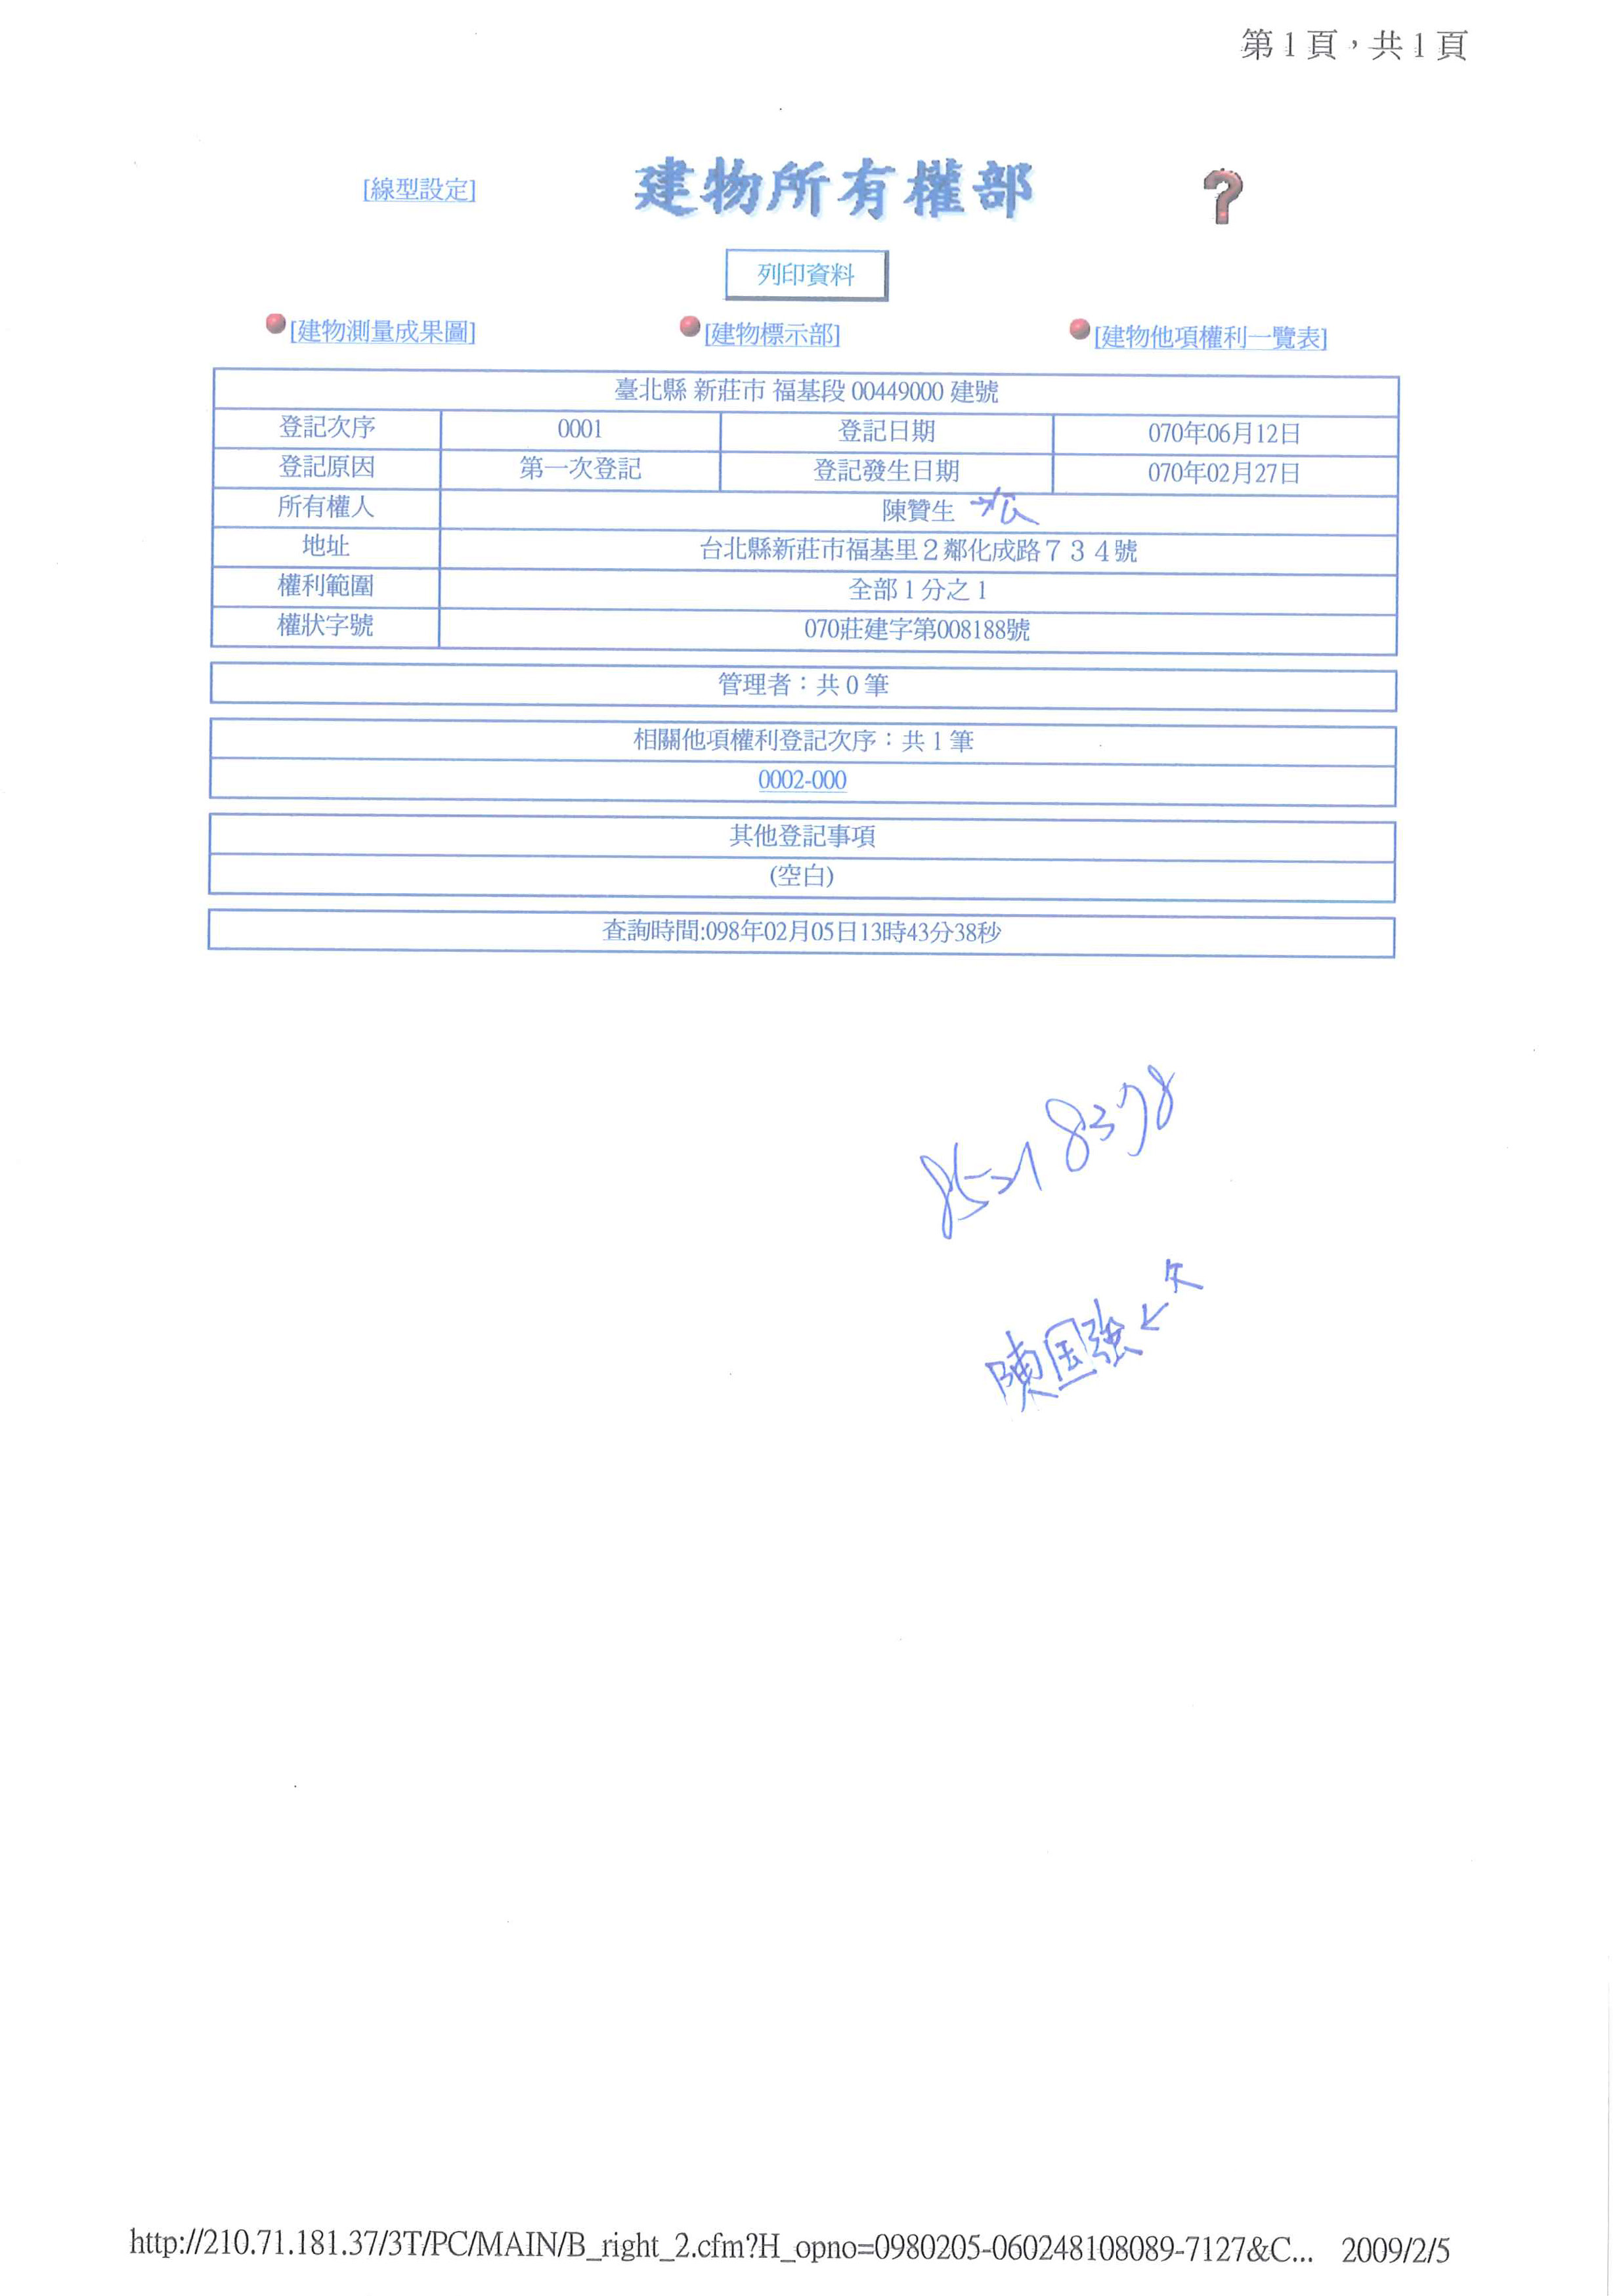 第1頁，共1頁
[線型設定]
建物所有權部
?
列印資料
[建物測量成果圖] [建物標示部] [建物他項權利一覽表]
臺北縣 新莊市 福基段 00449000 建號
登記次序 0001 登記日期 070年06月12日
登記原因 第一次登記 登記發生日期 070年02月27日
所有權人 陳贊生
地址 台北縣新莊市福基里２鄰化成路７３４號
權利範圍 全部１分之１
權狀字號 070莊建字第008188號
管理者：共０筆
相關他項權利登記次序：共１筆
0002-000
其他登記事項
(空白)
查詢時間:098年02月05日13時43分38秒
8521 8398
陳国強←
http://210.71.181.37/3T/PC/MAIN/B_right_2.cfm?H_opno=0980205-060248108089-7127&C... 2009/2/5